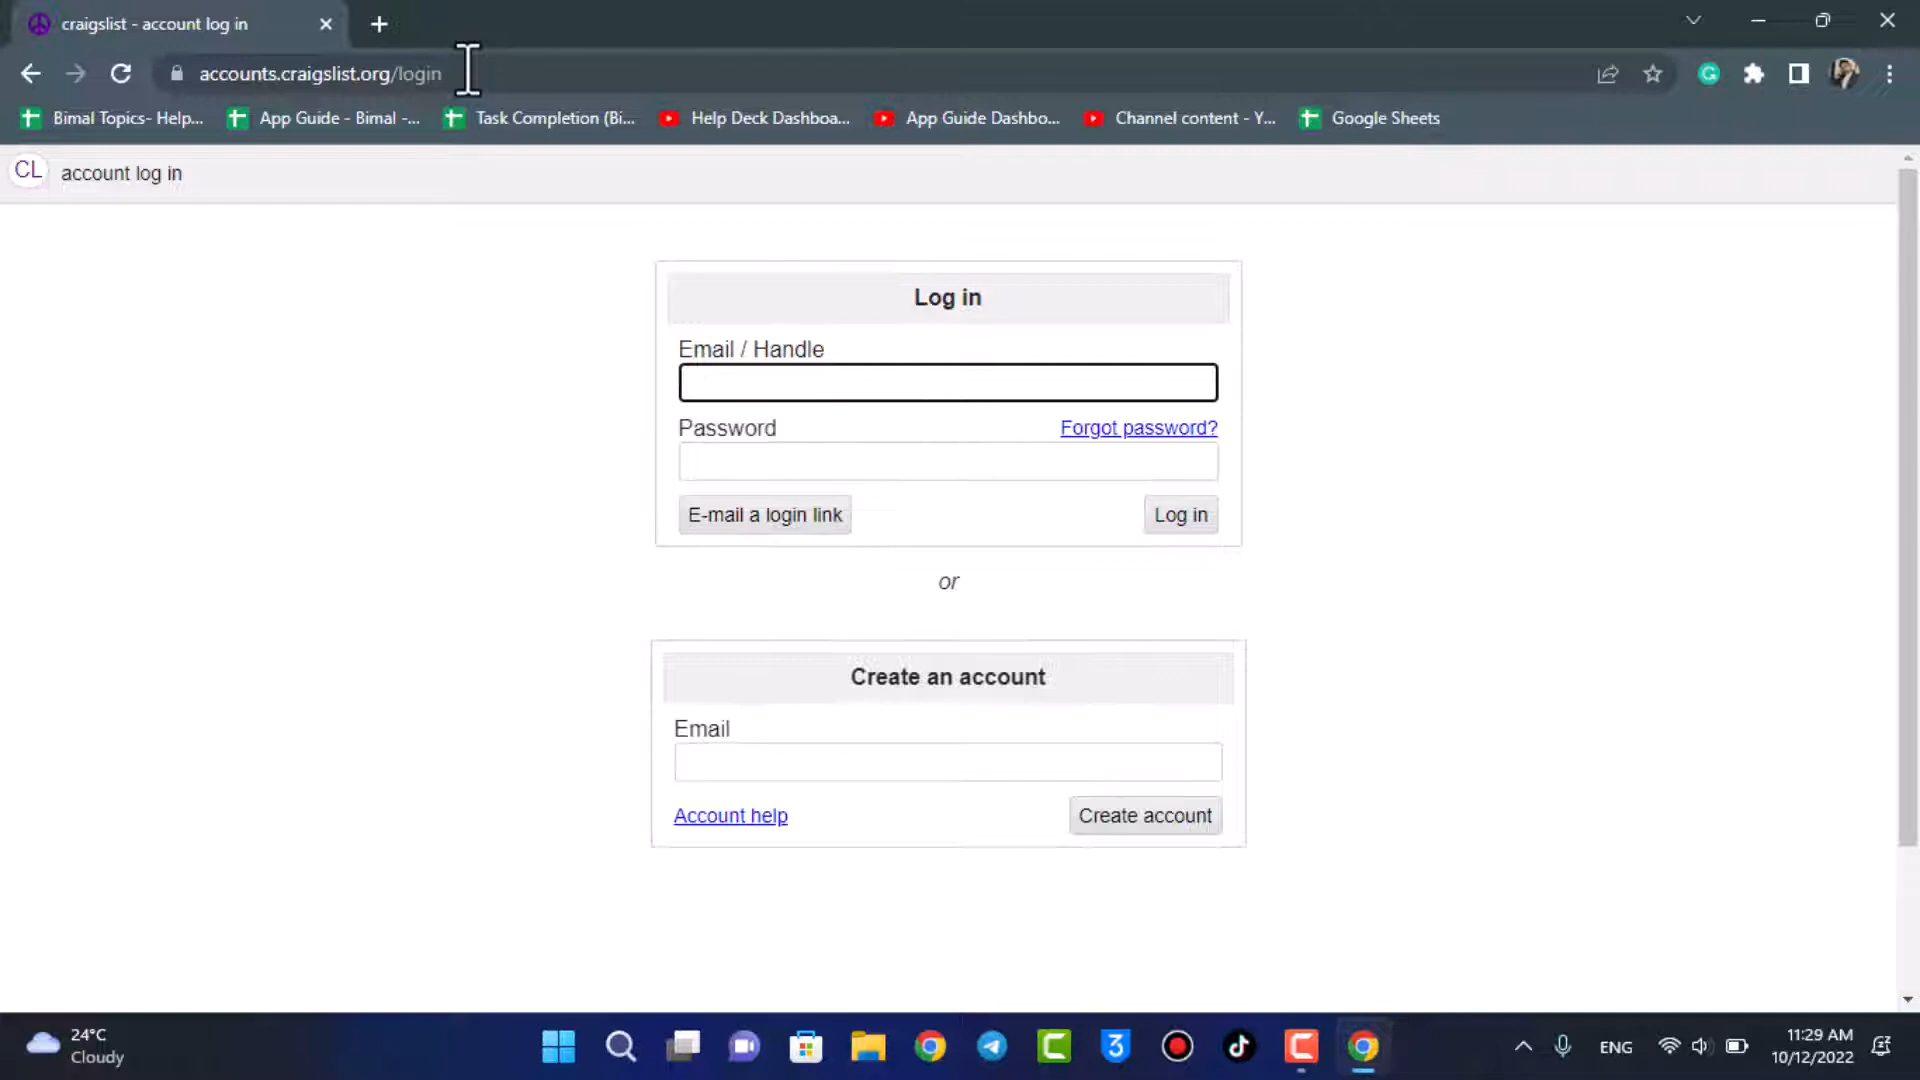 craigslist - account log in
accounts.craigslist.org/login
Bimal Topics- Help... App Guide - Bimal -... Task Completion (Bi... Help Deck Dashboa... App Guide Dashbo... Channel content - Y... Google Sheets
CL account log in
Log in
Email / Handle
Password Forgot password?
E-mail a login link Log in
or
Create an account
Email
Account help Create account
24°C
Cloudy
3
ENG
11:29 AM
10/12/2022